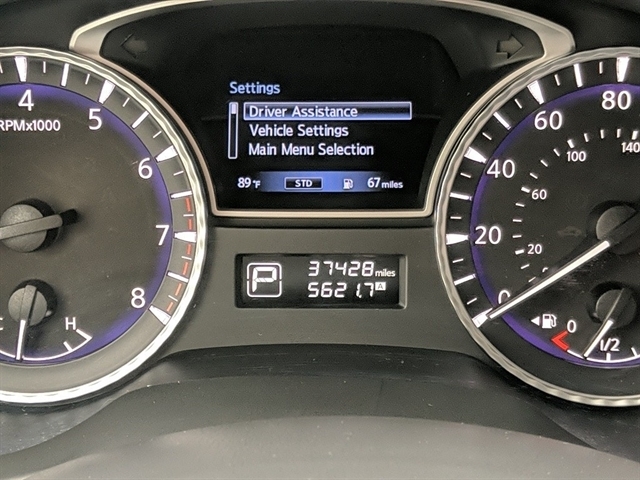 Settings
Driver Assistance
Vehicle Settings
Main Menu Selection
89 °F STD 67 miles
4
5
6
7
8
RPMx1000
C H
P
37428 miles
5621.7 A
0
20
40
60
80
20
60
100
140
0
1/2